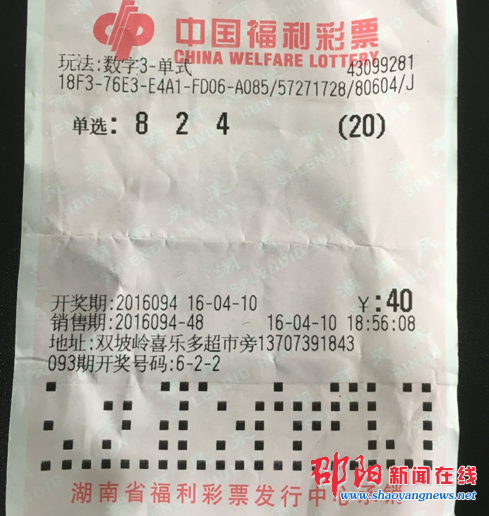 中国福利彩票
CHINA WELFARE LOTTERY
玩法:数字3-单式 43099281
18F3-76E3-E4A1-FD06-A085/57271728/80604/J
单选: 8 2 4 (20)
开奖期:2016094 16-04-10 ¥:40
销售期:2016094-48 16-04-10 18:56:08
地址:双坡岭喜乐多超市旁13707391843
093期开奖号码:6-2-2
湖南省福利彩票发行中心承销
邵阳新闻在线
www.shaoyangnews.net